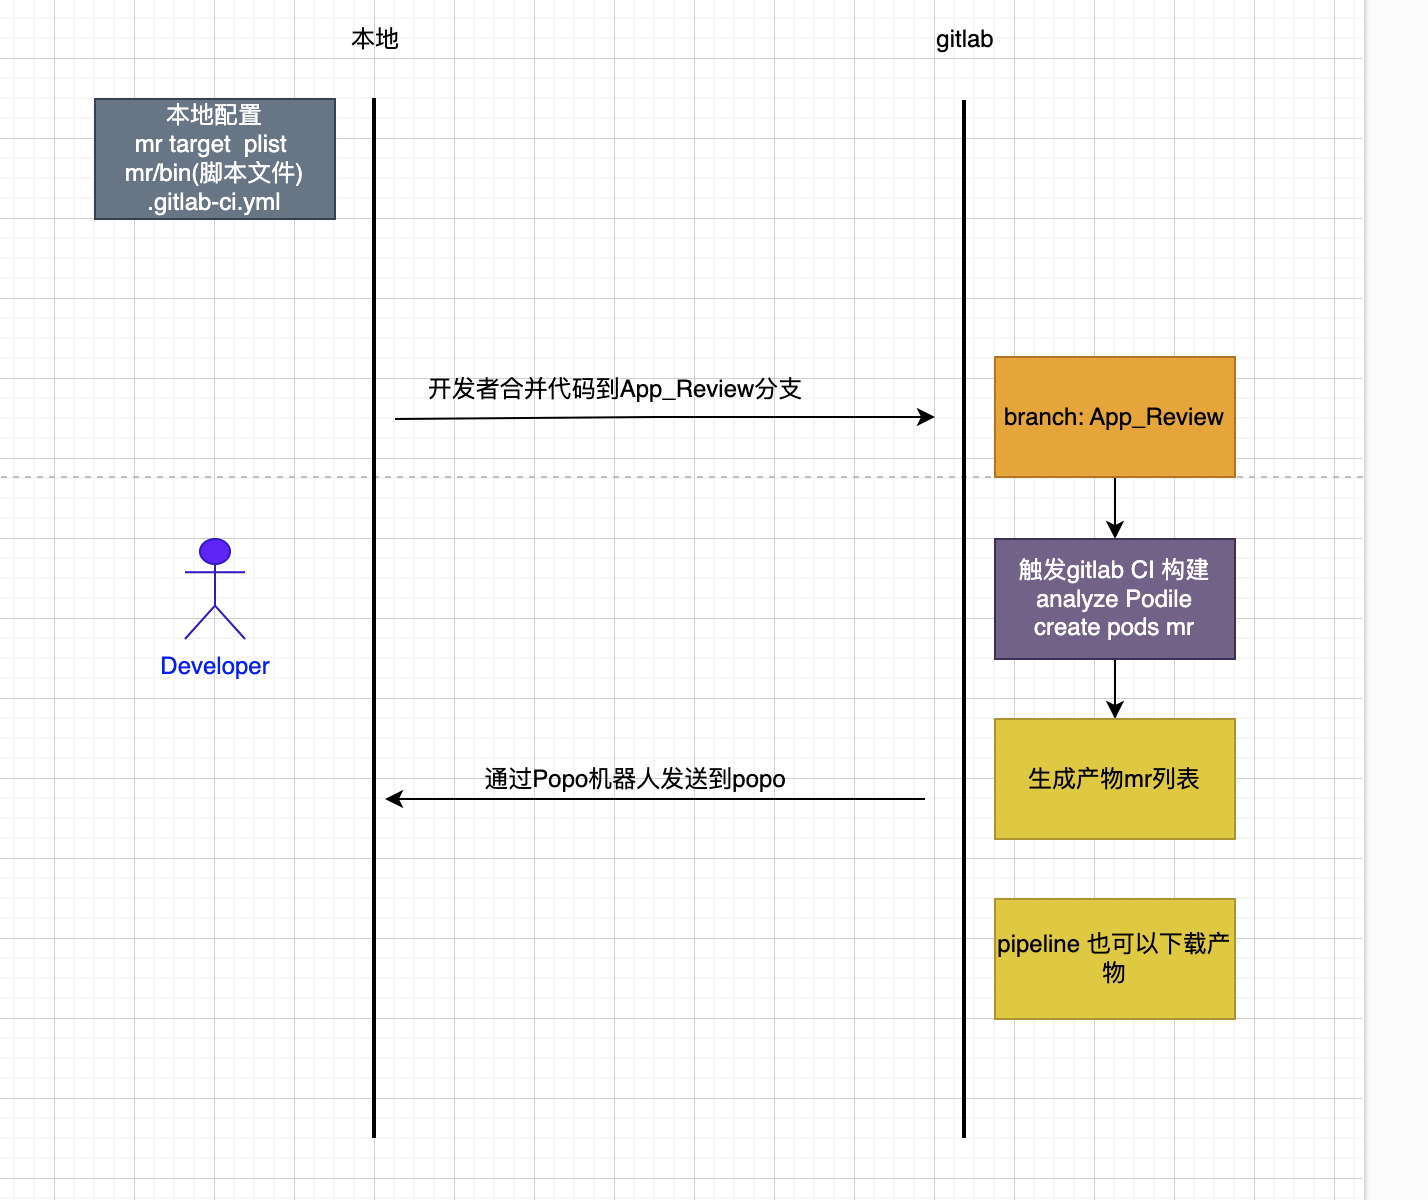 本地
gitlab
本地配置
mr target  plist
mr/bin(脚本文件)
.gitlab-ci.yml
开发者合并代码到App_Review分支
branch: App_Review
触发gitlab CI 构建
analyze Podile
create pods mr
Developer
通过Popo机器人发送到popo
生成产物mr列表
pipeline 也可以下载产
物